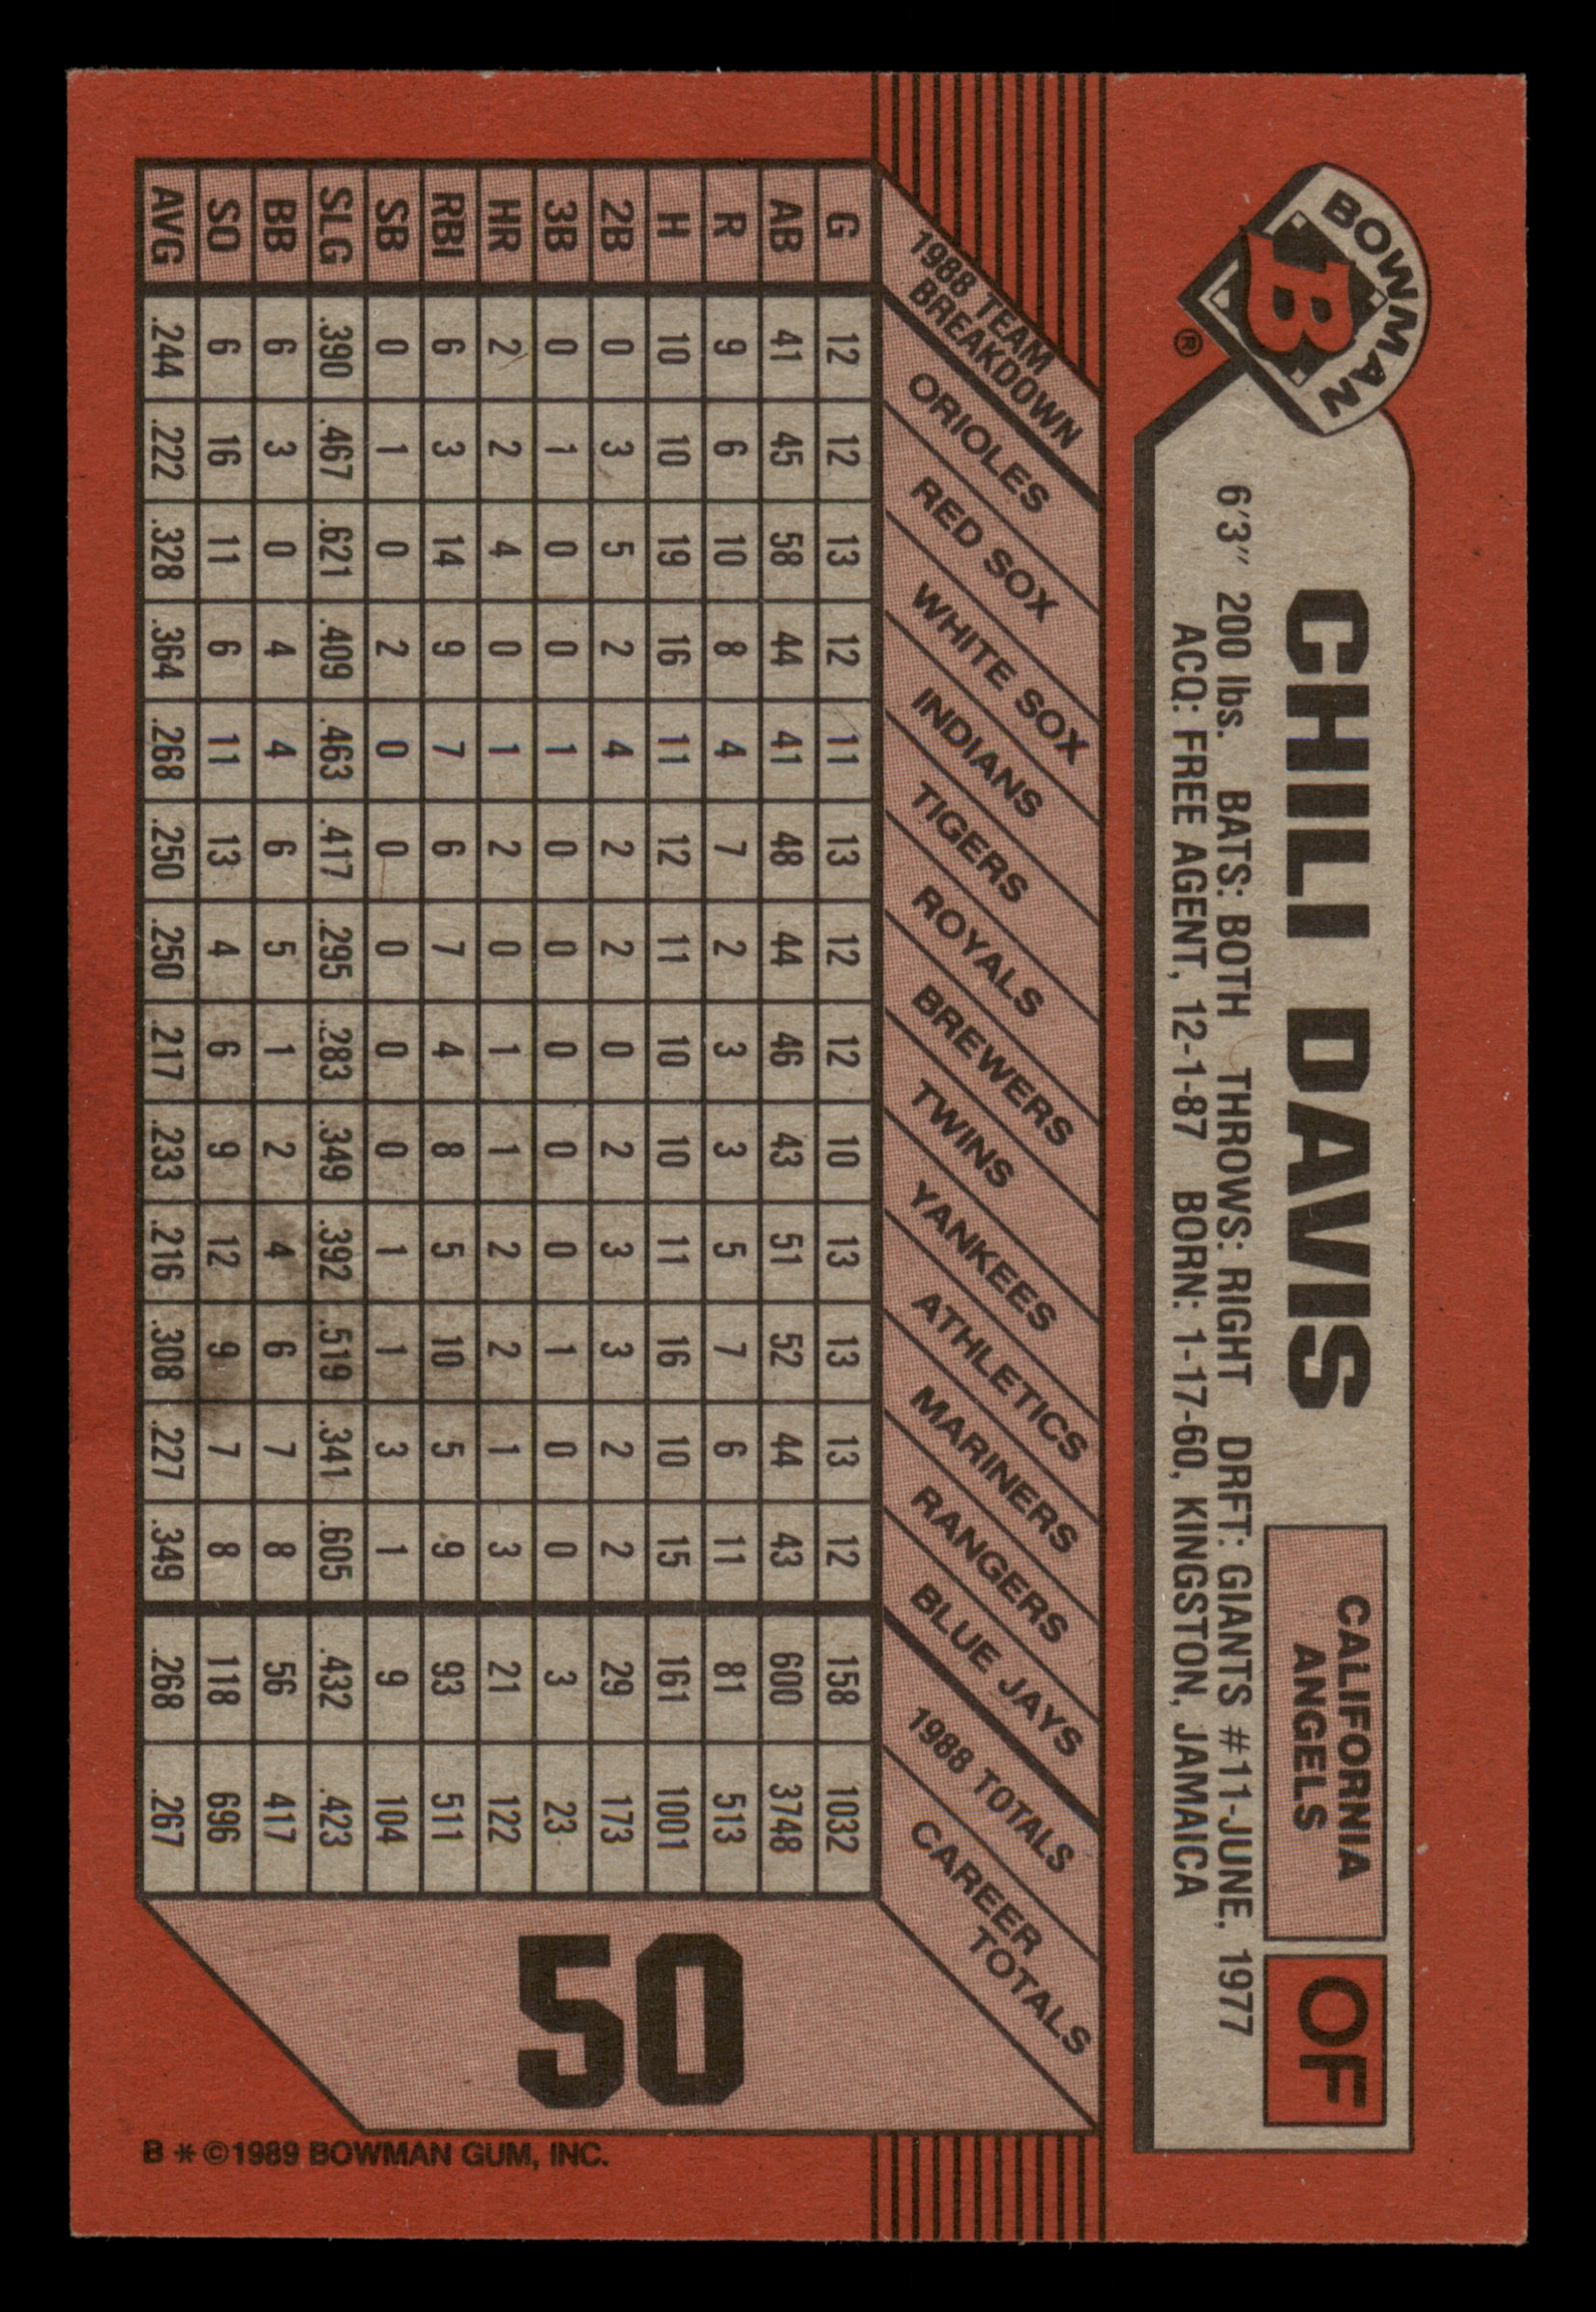 BOWMAN
B
®
CHILI DAVIS
CALIFORNIA
ANGELS
OF
6'3" 200 lbs. BATS: BOTH THROWS: RIGHT DRFT: GIANTS #11-JUNE, 1977
ACQ: FREE AGENT, 12-1-87 BORN: 1-17-60, KINGSTON, JAMAICA
1988 TEAM
BREAKDOWN
ORIOLES
RED SOX
WHITE SOX
INDIANS
TIGERS
ROYALS
BREWERS
TWINS
YANKEES
ATHLETICS
MARINERS
RANGERS
BLUE JAYS
1988 TOTALS
CAREER
TOTALS
G 12 12 13 12 11 13 12 12 10 13 13 13 12 158 1032
AB 41 45 58 44 41 48 44 46 43 51 52 44 43 600 3748
R 9 6 10 8 4 7 2 3 3 5 7 6 11 81 513
H 10 10 19 16 11 12 11 10 10 11 16 10 15 161 1001
2B 0 3 5 2 4 2 2 0 2 3 3 2 2 29 173
3B 0 1 0 0 1 0 0 0 0 0 1 0 0 3 23
HR 2 2 4 0 1 2 0 1 1 2 2 1 3 21 122
RBI 6 3 14 9 7 6 7 4 8 5 10 5 9 93 511
SB 0 1 0 2 0 0 0 0 0 1 1 3 1 9 104
SLG .390 .467 .621 .409 .463 .417 .295 .283 .349 .392 .519 .341 .605 .432 .423
BB 6 3 0 4 4 6 5 1 2 4 6 7 8 56 417
SO 6 16 11 6 11 13 4 6 9 12 9 7 8 118 696
AVG .244 .222 .328 .364 .268 .250 .250 .217 .233 .216 .308 .227 .349 .268 .267
50
B * ©1989 BOWMAN GUM, INC.